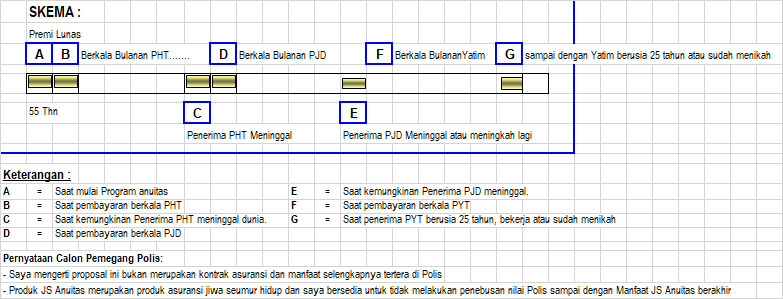 SKEMA :
Premi Lunas
A B Berkala Bulanan PHT....... D Berkala Bulanan PJD F Berkala BulananYatim G sampai dengan Yatim berusia 25 tahun atau sudah menikah
55 Thn C E
Penerima PHT Meninggal Penerima PJD Meninggal atau meningkah lagi
Keterangan :
A = Saat mulai Program anuitas E = Saat kemungkinan Penerima PJD meninggal.
B = Saat pembayaran berkala PHT F = Saat pembayaran berkala PYT
C = Saat kemungkinan Penerima PHT meninggal dunia. G = Saat penerima PYT berusia 25 tahun, bekerja atau sudah menikah
D = Saat pembayaran berkala PJD
Pernyataan Calon Pemegang Polis:
- Saya mengerti proposal ini bukan merupakan kontrak asuransi dan manfaat selengkapnya tertera di Polis
- Produk JS Anuitas merupakan produk asuransi jiwa seumur hidup dan saya bersedia untuk tidak melakukan penebusan nilai Polis sampai dengan Manfaat JS Anuitas berakhir